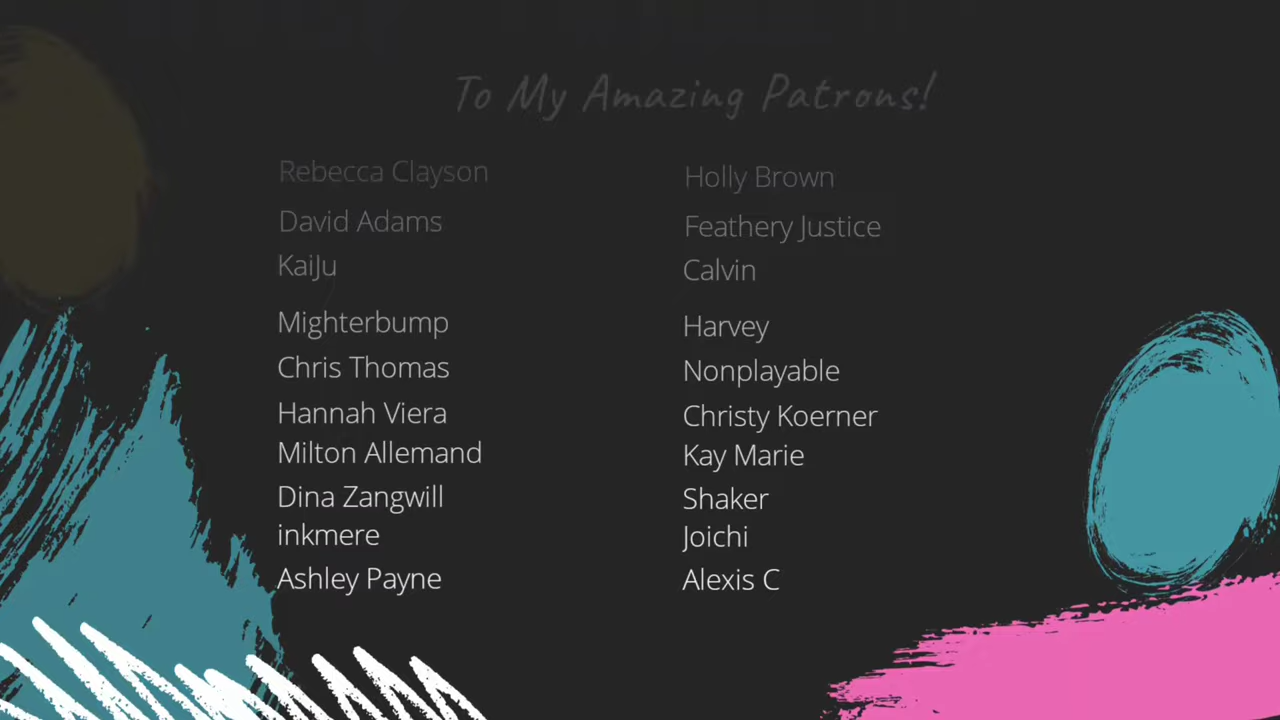 To My Amazing Patrons!
Rebecca Clayson
David Adams
KaiJu
Mighterbump
Chris Thomas
Hannah Viera
Milton Allemand
Dina Zangwill
inkmere
Ashley Payne
Holly Brown
Feathery Justice
Calvin
Harvey
Nonplayable
Christy Koerner
Kay Marie
Shaker
Joichi
Alexis C